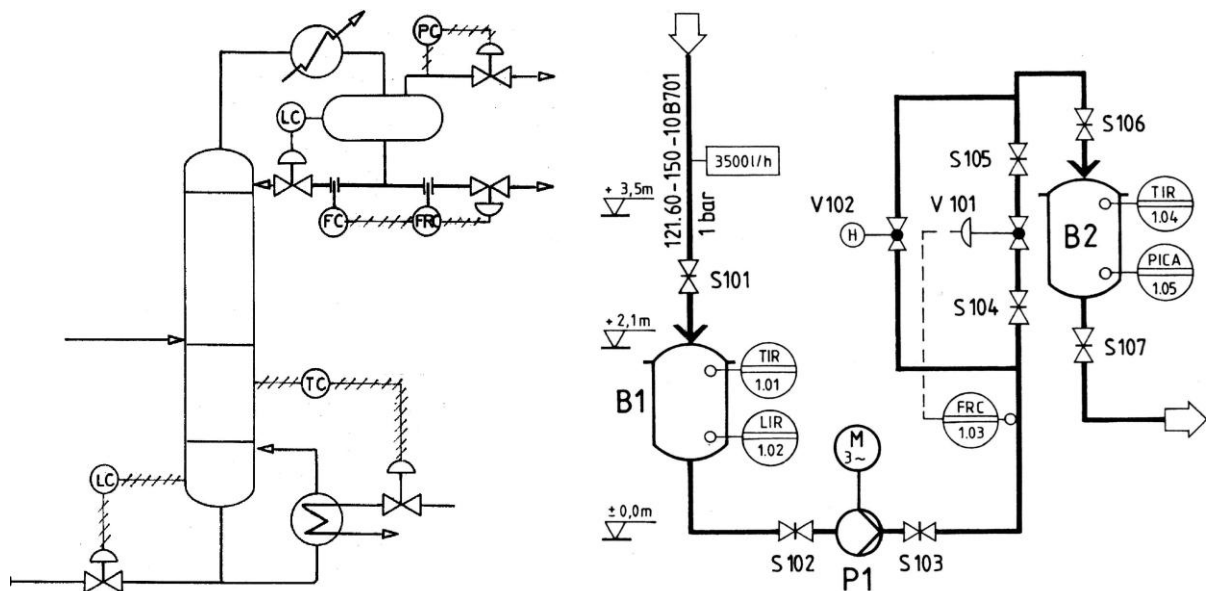 PC
LC
FC
FRC
TC
LC
121.60-150-10B701
3500l/h
1 bar
+ 3,5m
S101
+2,1m
B1
TIR
1.01
LIR
1.02
± 0,0m
S102
M
3~
P1
S103
V102
H
V 101
S105
S104
FRC
1.03
S106
B2
TIR
1.04
PICA
1.05
S107